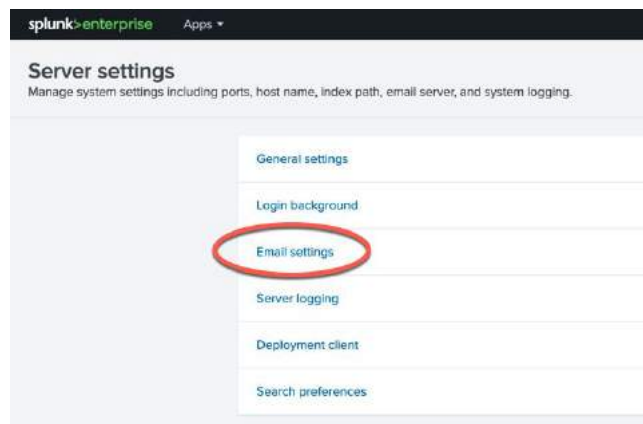 splunk>enterprise Apps
Server settings
Manage system settings including ports, host name, index path, email server, and system logging.
General settings
Login background
Email settings
Server logging
Deployment client
Search preferences